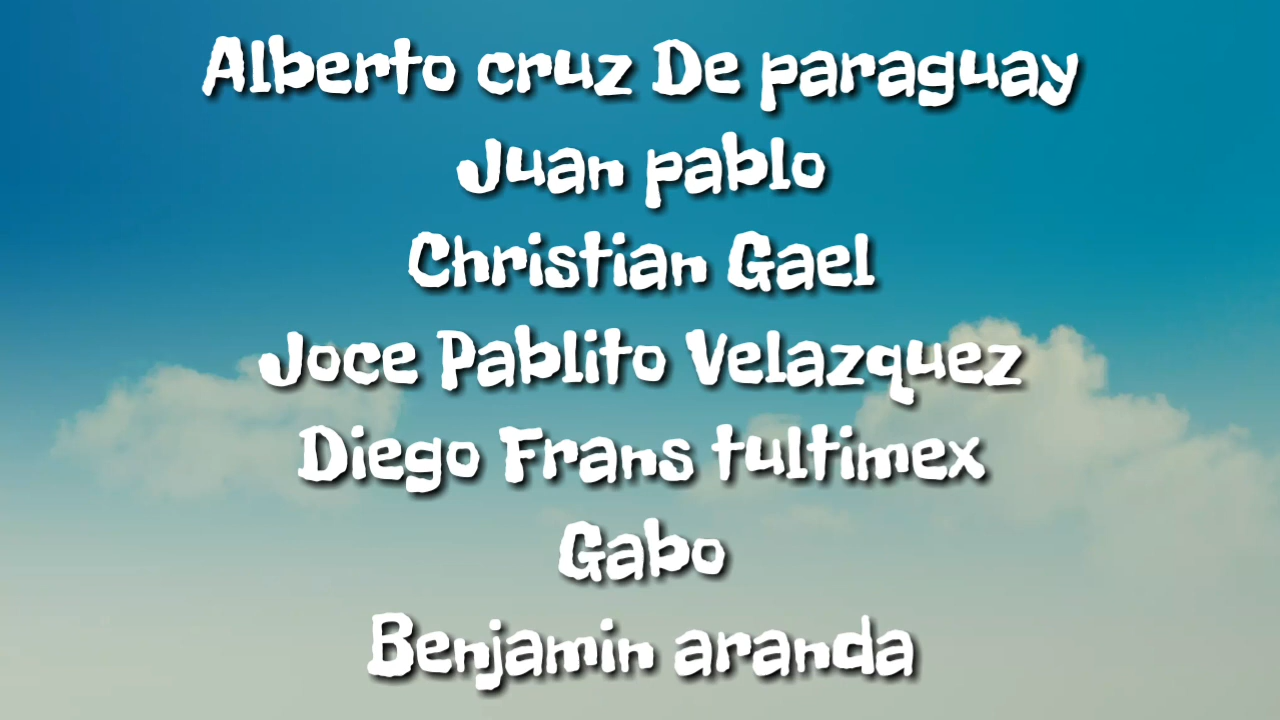 Alberto cruz De paraguay
Juan pablo
Christian Gael
Joce Pablito Velazquez
Diego Frans tultimex
Gabo
Benjamin aranda